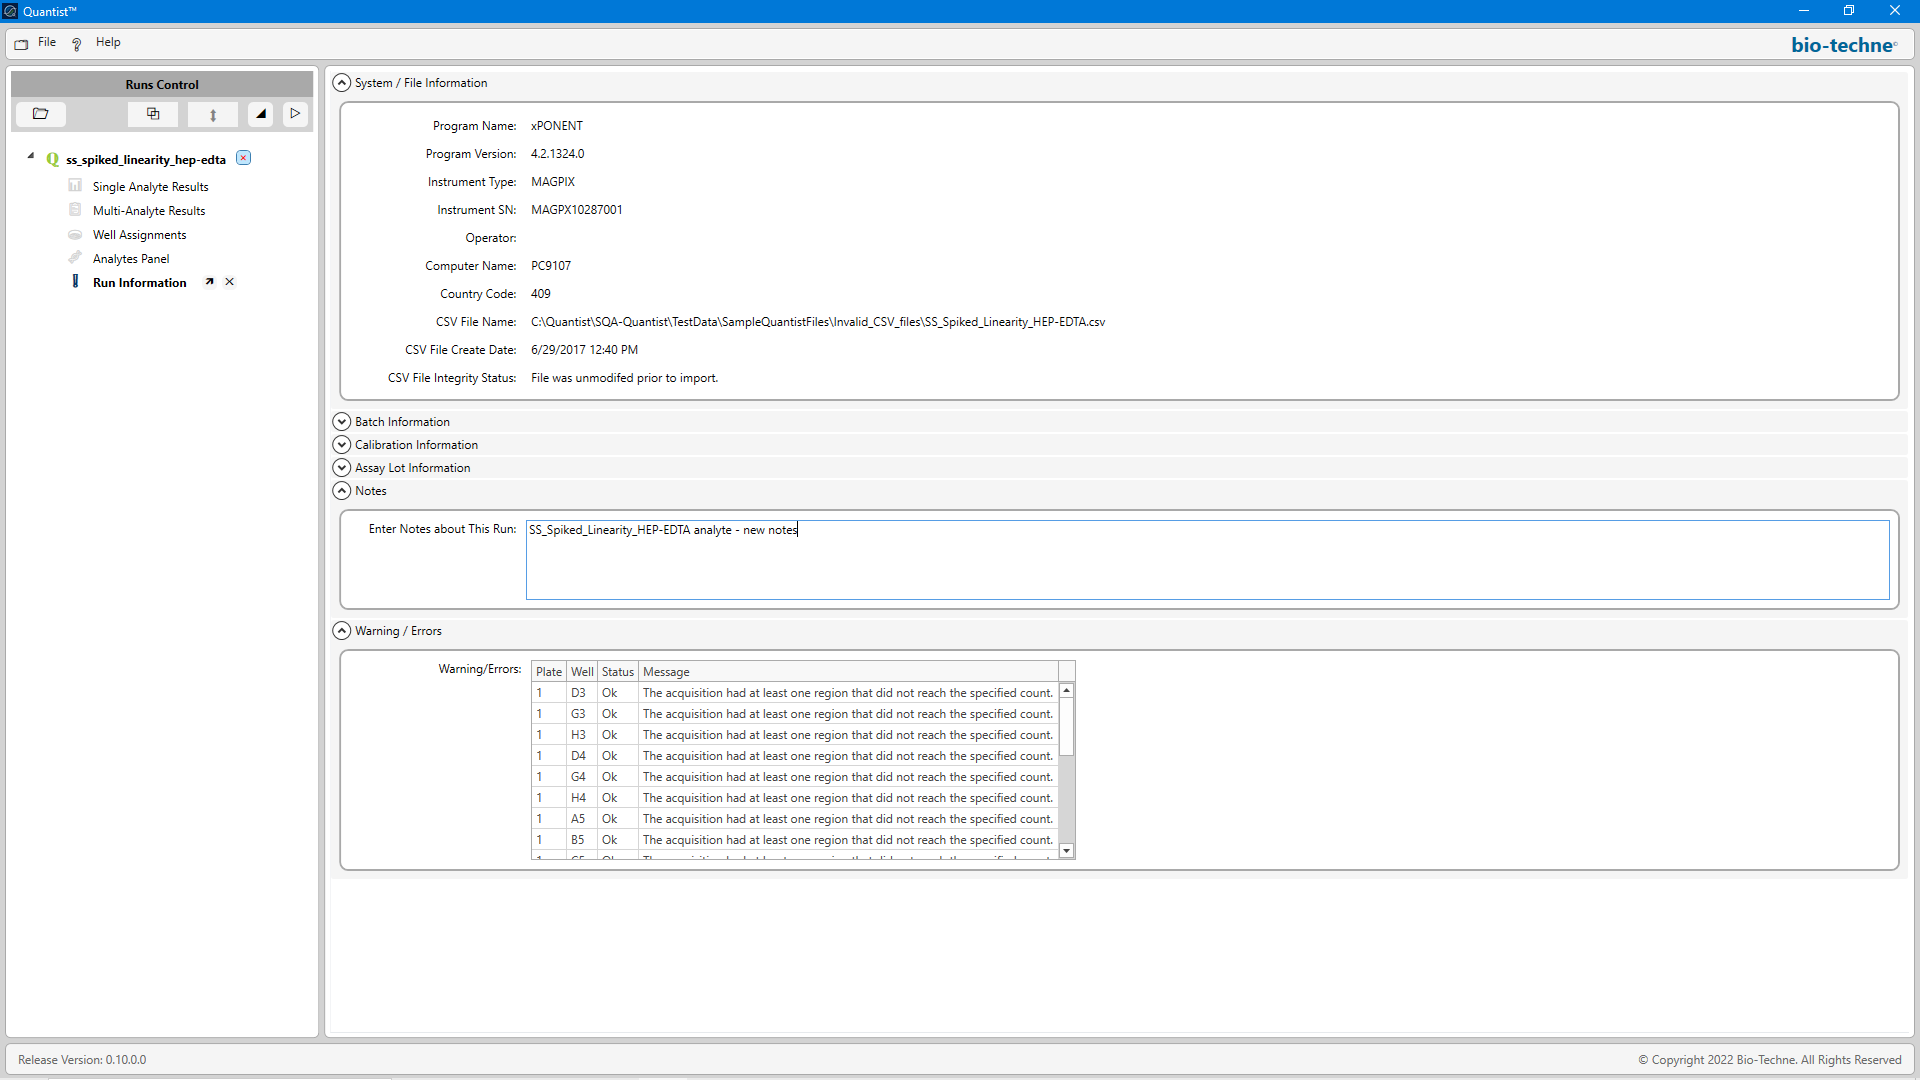 Quantist™
File
Help
bio-techne
Runs Control
ss_spiked_linearity_hep-edta
Single Analyte Results
Multi-Analyte Results
Well Assignments
Analytes Panel
Run Information
System / File Information
Program Name: xPONENT
Program Version: 4.2.1324.0
Instrument Type: MAGPIX
Instrument SN: MAGPX10287001
Operator:
Computer Name: PC9107
Country Code: 409
CSV File Name: C:\Quantist\SQA-Quantist\TestData\SampleQuantistFiles\Invalid_CSV_files\SS_Spiked_Linearity_HEP-EDTA.csv
CSV File Create Date: 6/29/2017 12:40 PM
CSV File Integrity Status: File was unmodifed prior to import.
Batch Information
Calibration Information
Assay Lot Information
Notes
Enter Notes about This Run: SS_Spiked_Linearity_HEP-EDTA analyte - new notes
Warning / Errors
Warning/Errors: Plate Well Status Message
1 D3 Ok The acquisition had at least one region that did not reach the specified count.
1 G3 Ok The acquisition had at least one region that did not reach the specified count.
1 H3 Ok The acquisition had at least one region that did not reach the specified count.
1 D4 Ok The acquisition had at least one region that did not reach the specified count.
1 G4 Ok The acquisition had at least one region that did not reach the specified count.
1 H4 Ok The acquisition had at least one region that did not reach the specified count.
1 A5 Ok The acquisition had at least one region that did not reach the specified count.
1 B5 Ok The acquisition had at least one region that did not reach the specified count.
Release Version: 0.10.0.0
© Copyright 2022 Bio-Techne. All Rights Reserved